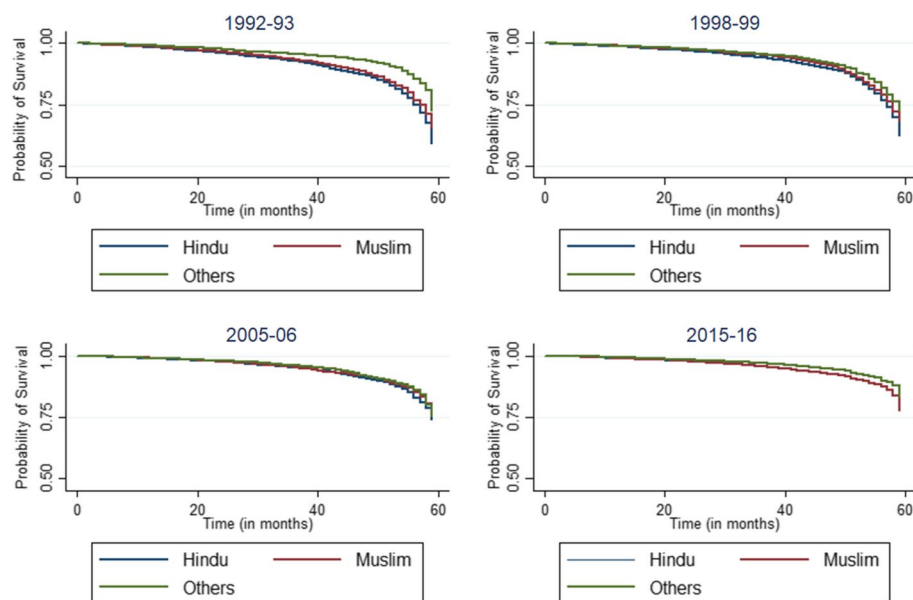 1992-93
Probability of Survival
1.00
0.75
0.50
0
20
40
60
Time (in months)
Hindu
Muslim
Others
1998-99
Probability of Survival
1.00
0.75
0.50
0
20
40
60
Time (in months)
Hindu
Muslim
Others
2005-06
Probability of Survival
1.00
0.75
0.50
0
20
40
60
Time (in months)
Hindu
Muslim
Others
2015-16
Probability of Survival
1.00
0.75
0.50
0
20
40
60
Time (in months)
Hindu
Muslim
Others